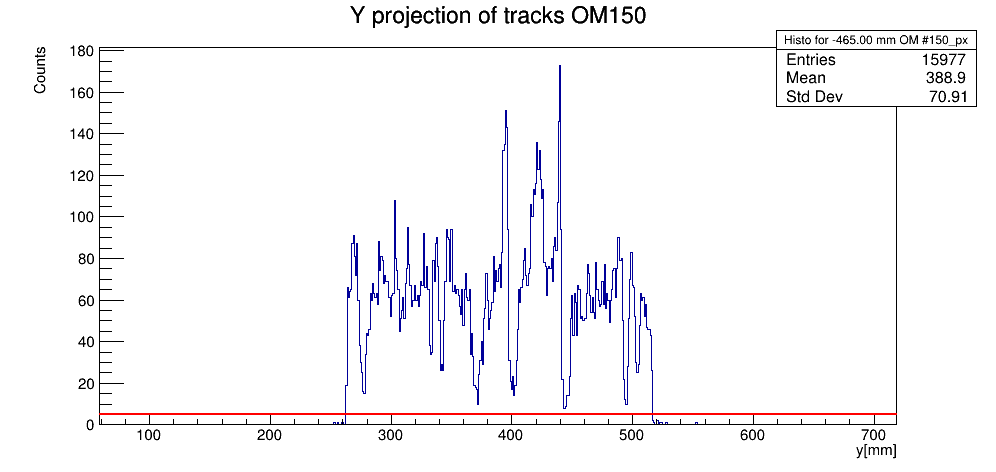 Y projection of tracks OM150
Histo for -465.00 mm OM #150_px
Entries 15977
Mean 388.9
Std Dev 70.91
Counts
180
160
140
120
100
80
60
40
20
0
100 200 300 400 500 600 700
y[mm]